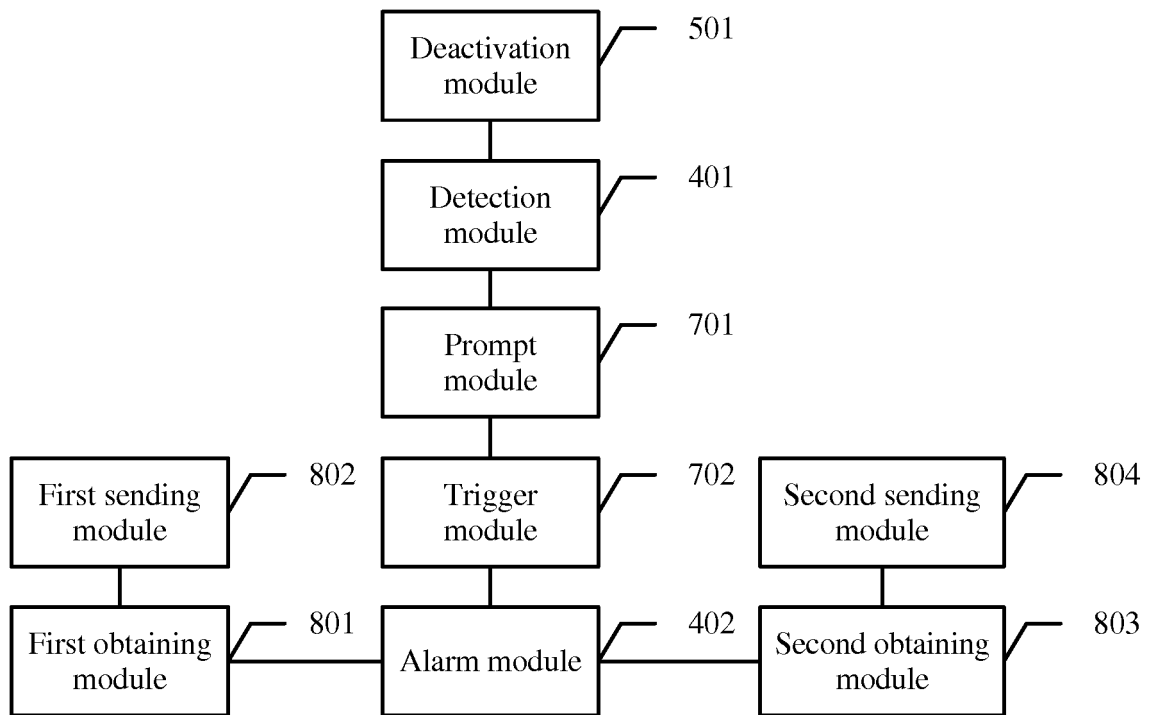 501
Deactivation
module
401
Detection
module
701
Prompt
module
802
First sending
module
702
Trigger
module
804
Second sending
module
801
First obtaining
module
402
Alarm module
803
Second obtaining
module